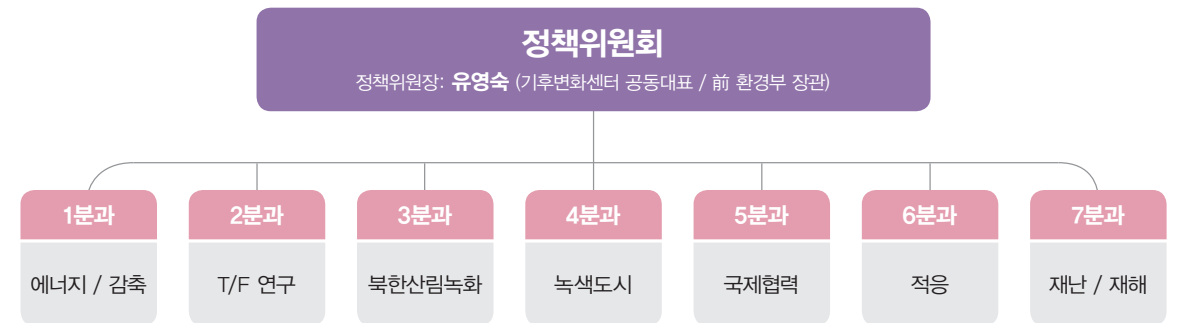 정책위원회
정책위원장: 유영숙 (기후변화센터 공동대표 / 前 환경부 장관)
1분과
에너지 / 감축
2분과
T/F 연구
3분과
북한산림녹화
4분과
녹색도시
5분과
국제협력
6분과
적응
7분과
재난 / 재해